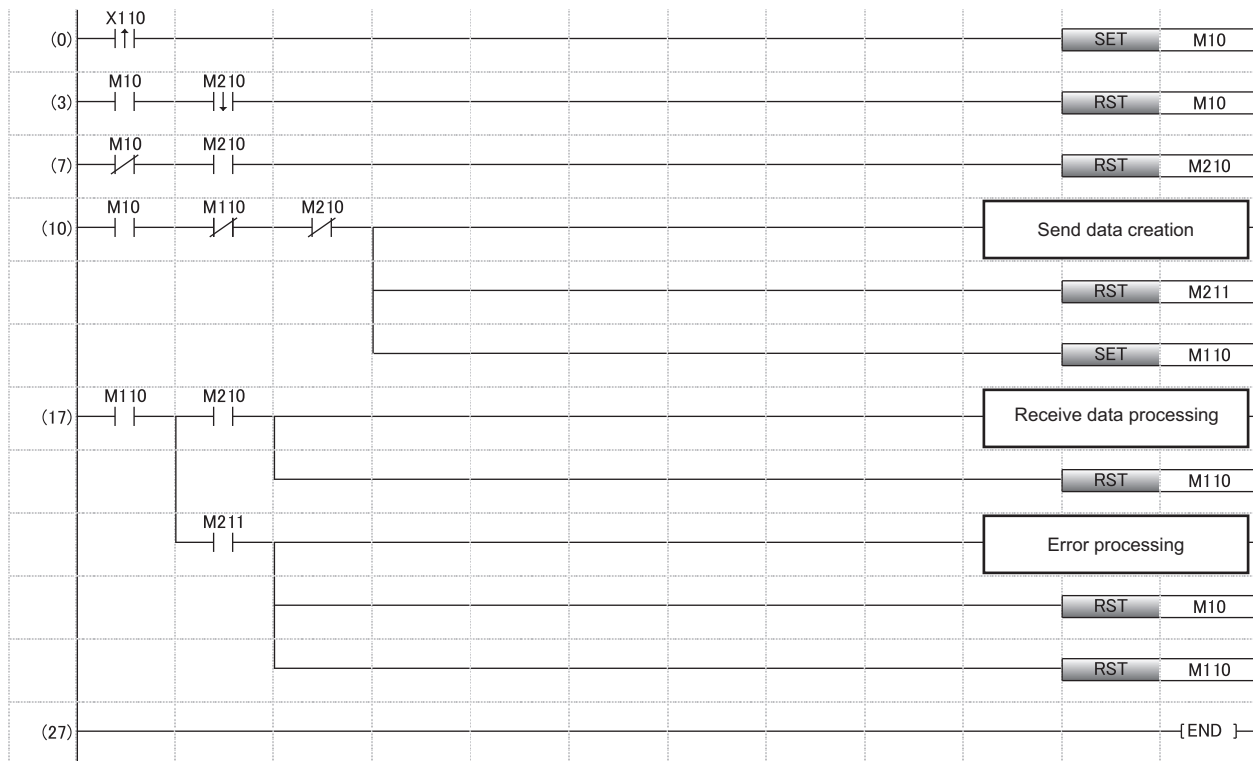 X110
(0) SET M10
M10 M210
(3) RST M10
M10 M210
(7) RST M210
M10 M110 M210
(10) Send data creation
RST M211
SET M110
M110 M210
(17) Receive data processing
RST M110
M211
Error processing
RST M10
RST M110
(27) [END ]